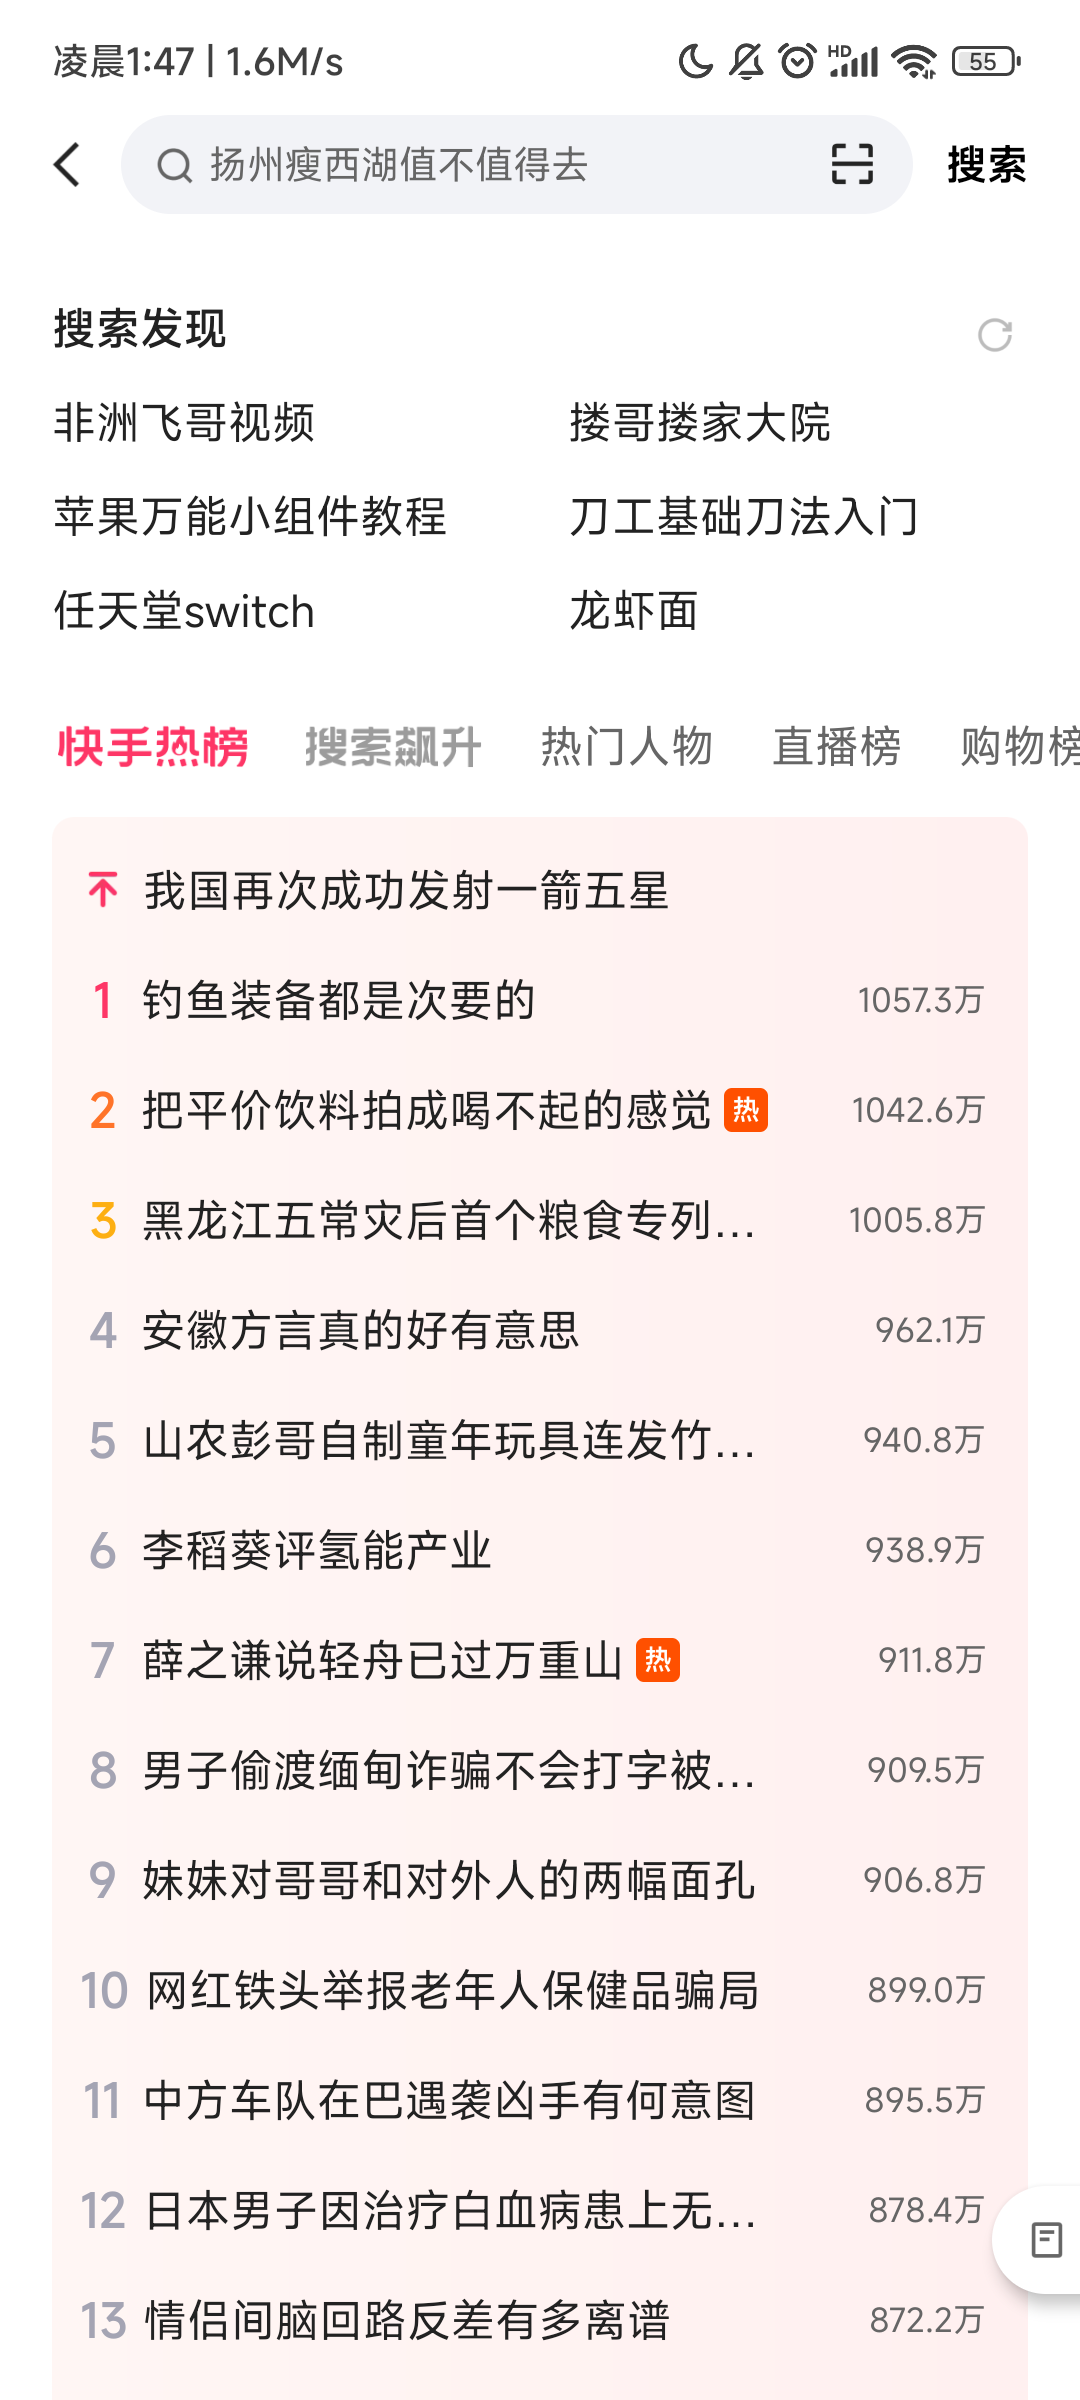 凌晨1:47 | 1.6M/s HD 55
扬州瘦西湖值不值得去 搜索
搜索发现
非洲飞哥视频 搂哥搂家大院
苹果万能小组件教程 刀工基础刀法入门
任天堂switch 龙虾面
快手热榜 搜索飙升 热门人物 直播榜 购物榜
我国再次成功发射一箭五星
1 钓鱼装备都是次要的 1057.3万
2 把平价饮料拍成喝不起的感觉 热 1042.6万
3 黑龙江五常灾后首个粮食专列... 1005.8万
4 安徽方言真的好有意思 962.1万
5 山农彭哥自制童年玩具连发竹... 940.8万
6 李稻葵评氢能产业 938.9万
7 薛之谦说轻舟已过万重山 热 911.8万
8 男子偷渡缅甸诈骗不会打字被... 909.5万
9 妹妹对哥哥和对外人的两幅面孔 906.8万
10 网红铁头举报老年人保健品骗局 899.0万
11 中方车队在巴遇袭凶手有何意图 895.5万
12 日本男子因治疗白血病患上无... 878.4万
13 情侣间脑回路反差有多离谱 872.2万